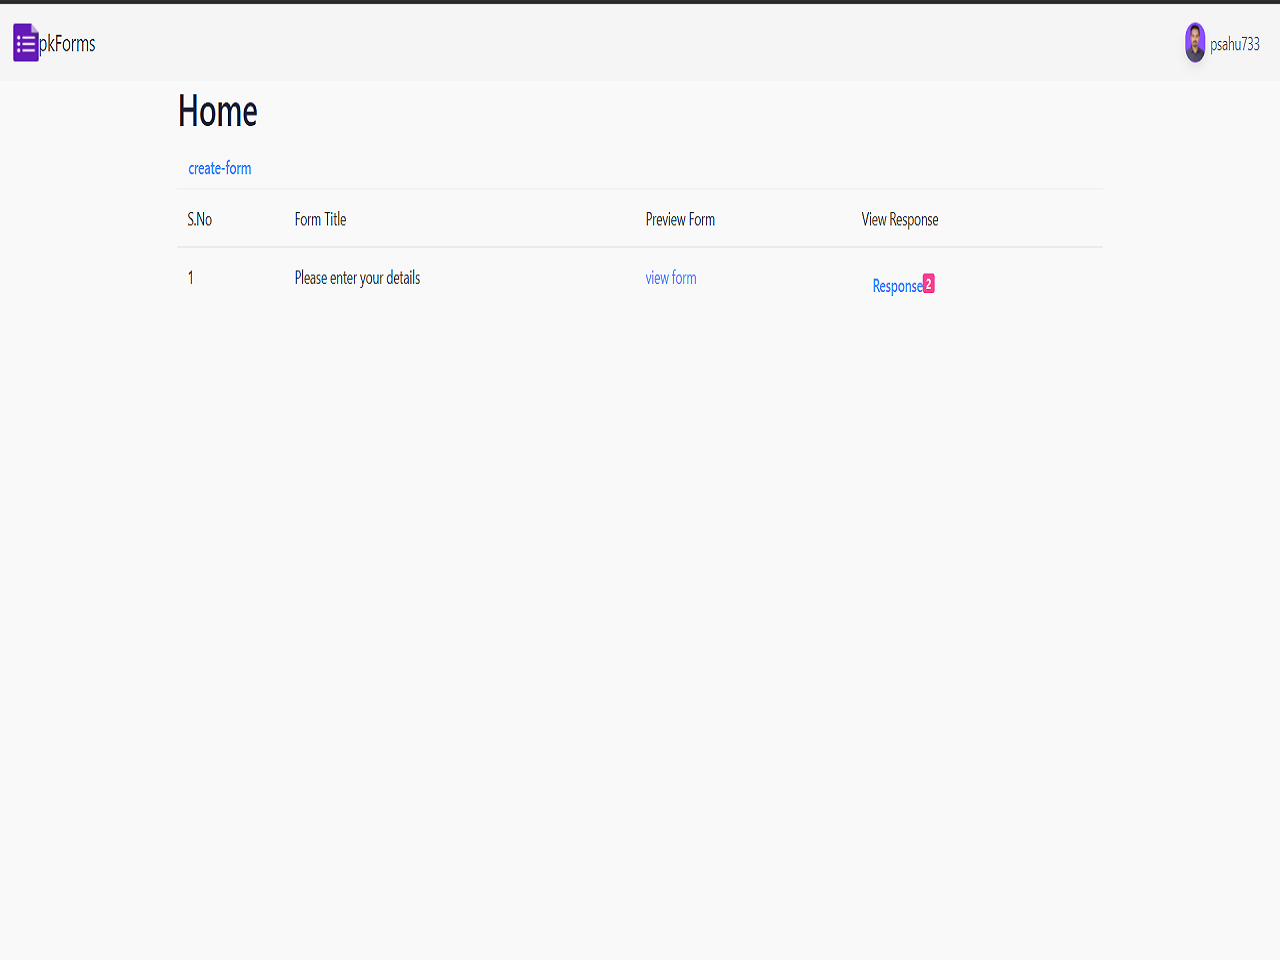 pkForms psahu733
Home
create-form
S.No Form Title Preview Form View Response
1 Please enter your details view form Response 2